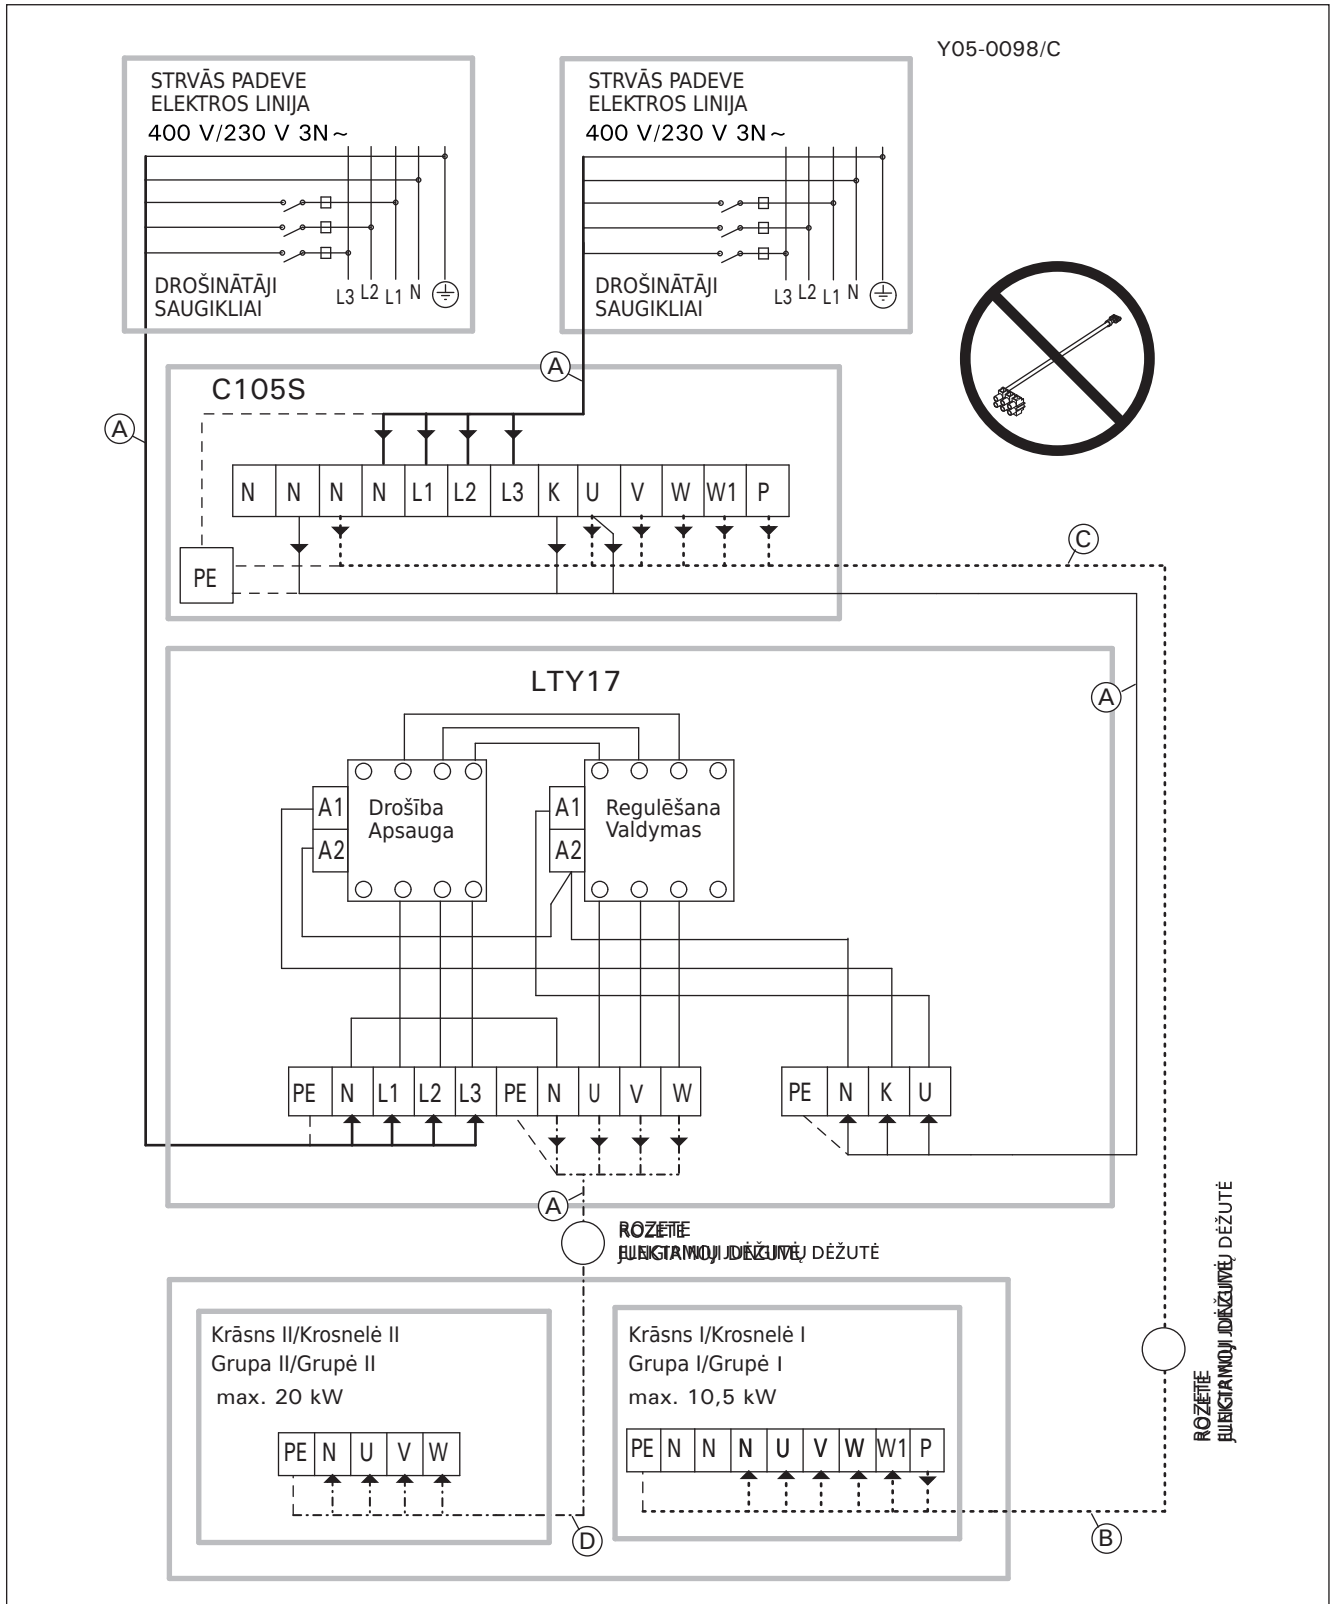 Y05-0098/C
STRVĀS PADEVE
ELEKTROS LINIJA
400 V/230 V 3N~
DROŠINĀTĀJI
SAUGIKLIAI
L3 L2 L1 N
STRVĀS PADEVE
ELEKTROS LINIJA
400 V/230 V 3N~
DROŠINĀTĀJI
SAUGIKLIAI
L3 L2 L1 N
A
A
C105S
N N N N L1 L2 L3 K U V W W1 P
PE
C
LTY17
A
A1
A2
Drošība
Apsauga
A1
A2
Regulēšana
Valdymas
PE N L1 L2 L3 PE N U V W
PE N K U
A
ROZETE
DĖŽUTĖ
ROZETE
DĖŽUTĖ
Krāsns II/Krosnelė II
Grupa II/Grupė II
max. 20 kW
PE N U V W
D
Krāsns I/Krosnelė I
Grupa I/Grupė I
max. 10,5 kW
PE N N N U V W W1 P
B